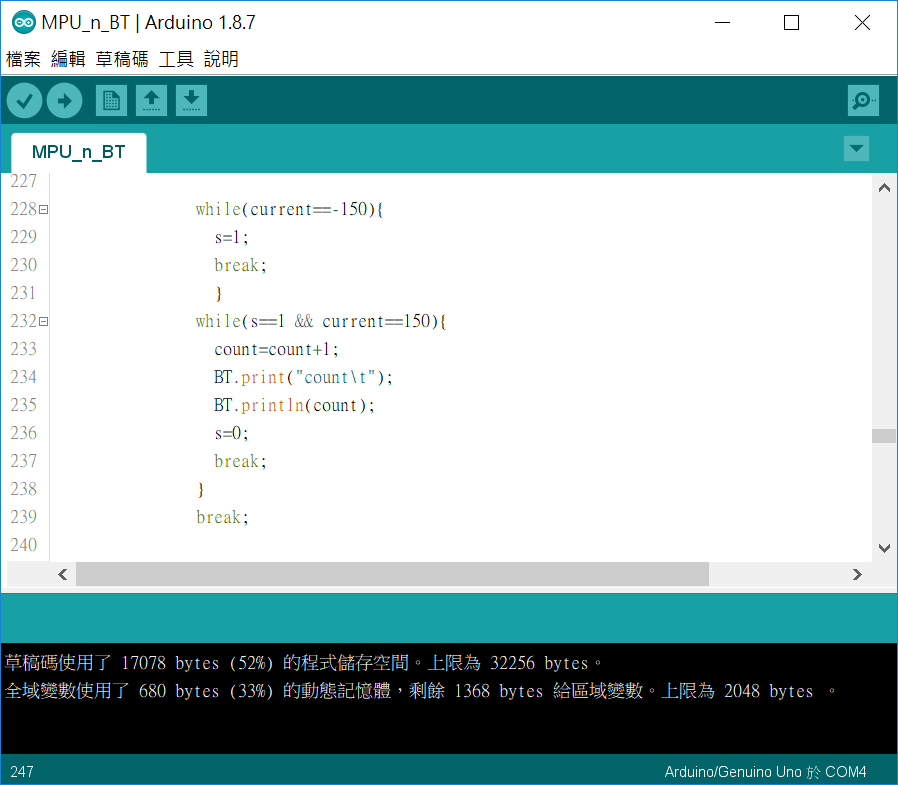 MPU_n_BT | Arduino 1.8.7
檔案 編輯 草稿碼 工具 說明
MPU_n_BT
227
228 while(current==-150){
229 s=1;
230 break;
231 }
232 while(s==1 && current==150){
233 count=count+1;
234 BT.print("count\t");
235 BT.println(count);
236 s=0;
237 break;
238 }
239 break;
240
草稿碼使用了 17078 bytes (52%) 的程式儲存空間。上限為 32256 bytes。
全域變數使用了 680 bytes (33%) 的動態記憶體，剩餘 1368 bytes 給區域變數。上限為 2048 bytes 。
247 Arduino/Genuino Uno 於 COM4